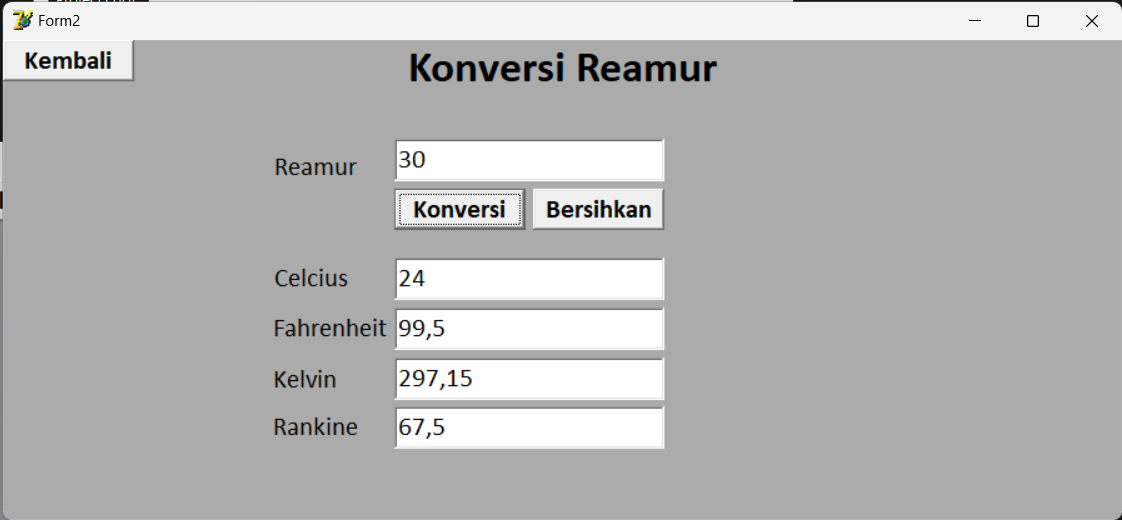 Form2
Kembali
Konversi Reamur
Reamur 30
Konversi Bersihkan
Celcius 24
Fahrenheit 99,5
Kelvin 297,15
Rankine 67,5